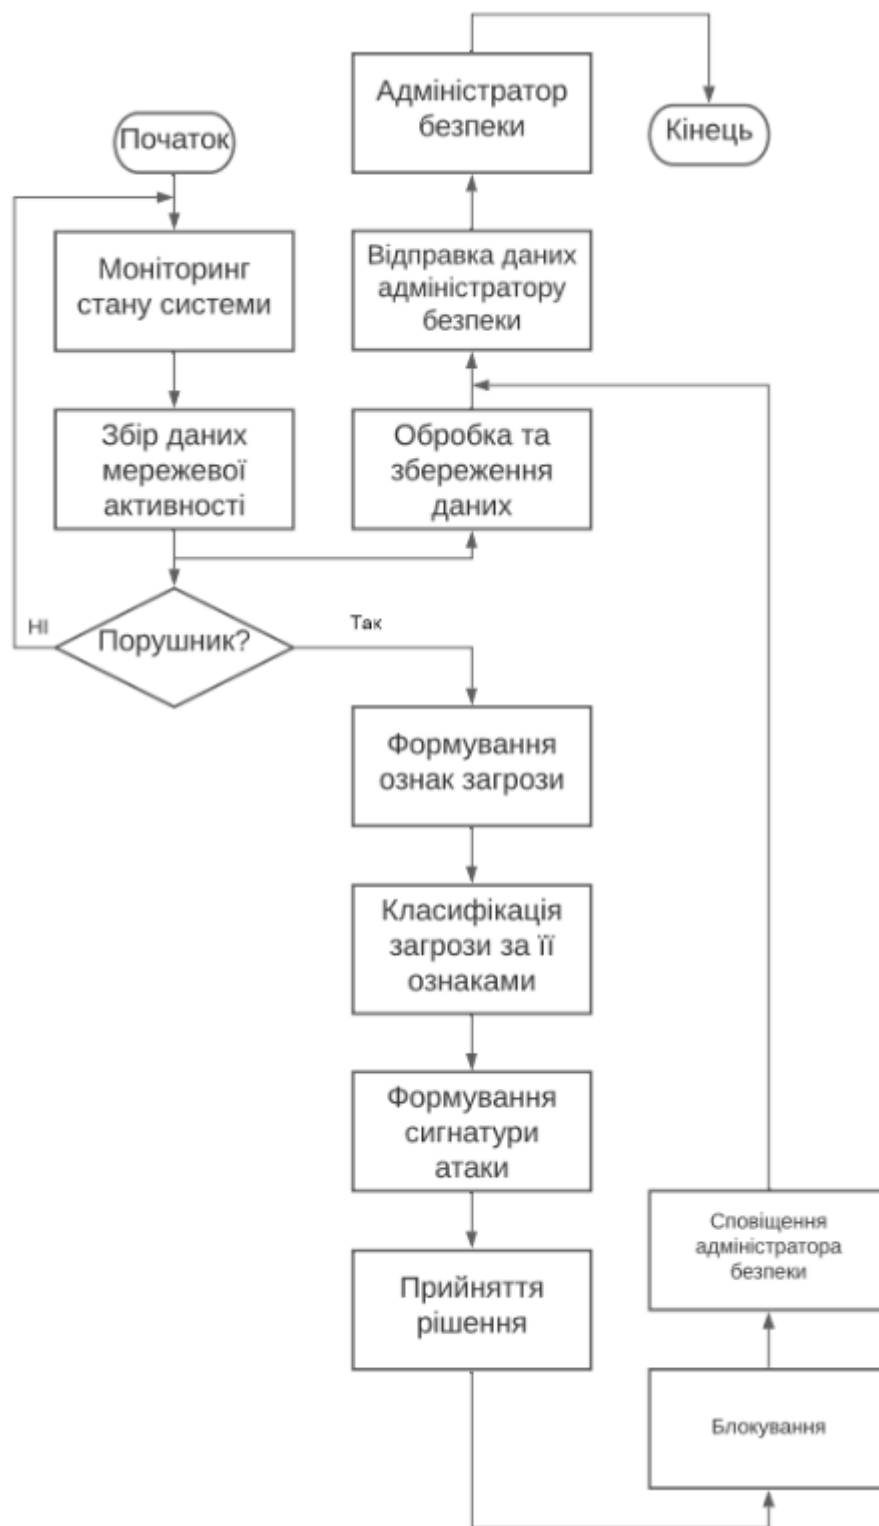 Початок
Моніторинг
стану системи
Збір даних
мережевої
активності
Порушник?
НІ
Так
Адміністратор
безпеки
Кінець
Відправка даних
адміністратору
безпеки
Обробка та
збереження
даних
Формування
ознак загрози
Класифікація
загрози за її
ознаками
Формування
сигнатури
атаки
Прийняття
рішення
Блокування
Сповіщення
адміністратора
безпеки